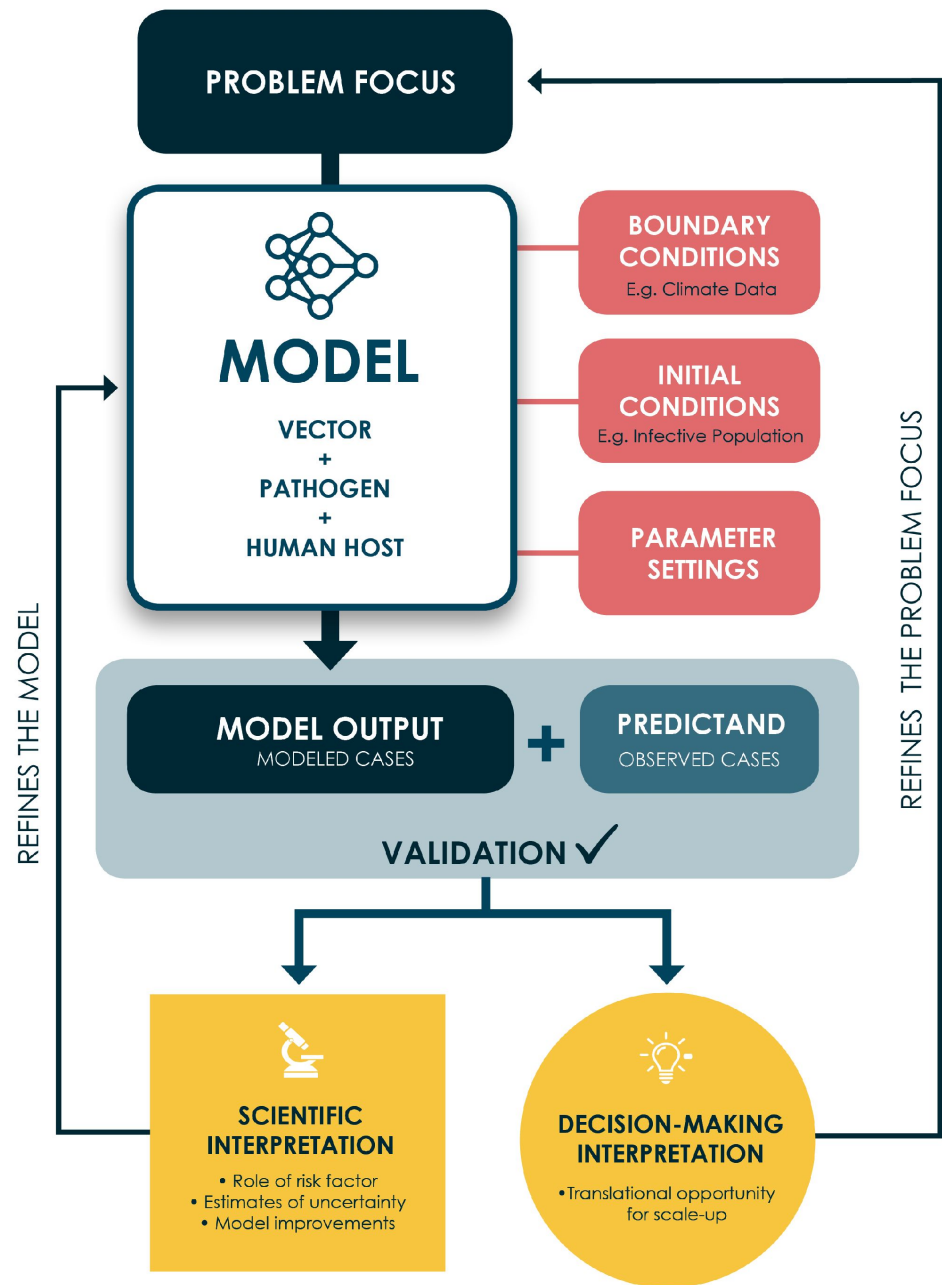 PROBLEM FOCUS
MODEL
VECTOR
+
PATHOGEN
+
HUMAN HOST
BOUNDARY
CONDITIONS
E.g. Climate Data
INITIAL
CONDITIONS
E.g. Infective Population
PARAMETER
SETTINGS
MODEL OUTPUT
MODELED CASES
+
PREDICTAND
OBSERVED CASES
VALIDATION ✓
SCIENTIFIC
INTERPRETATION
• Role of risk factor
• Estimates of uncertainty
• Model improvements
DECISION-MAKING
INTERPRETATION
•Translational opportunity
for scale-up
REFINES THE MODEL
REFINES THE PROBLEM FOCUS